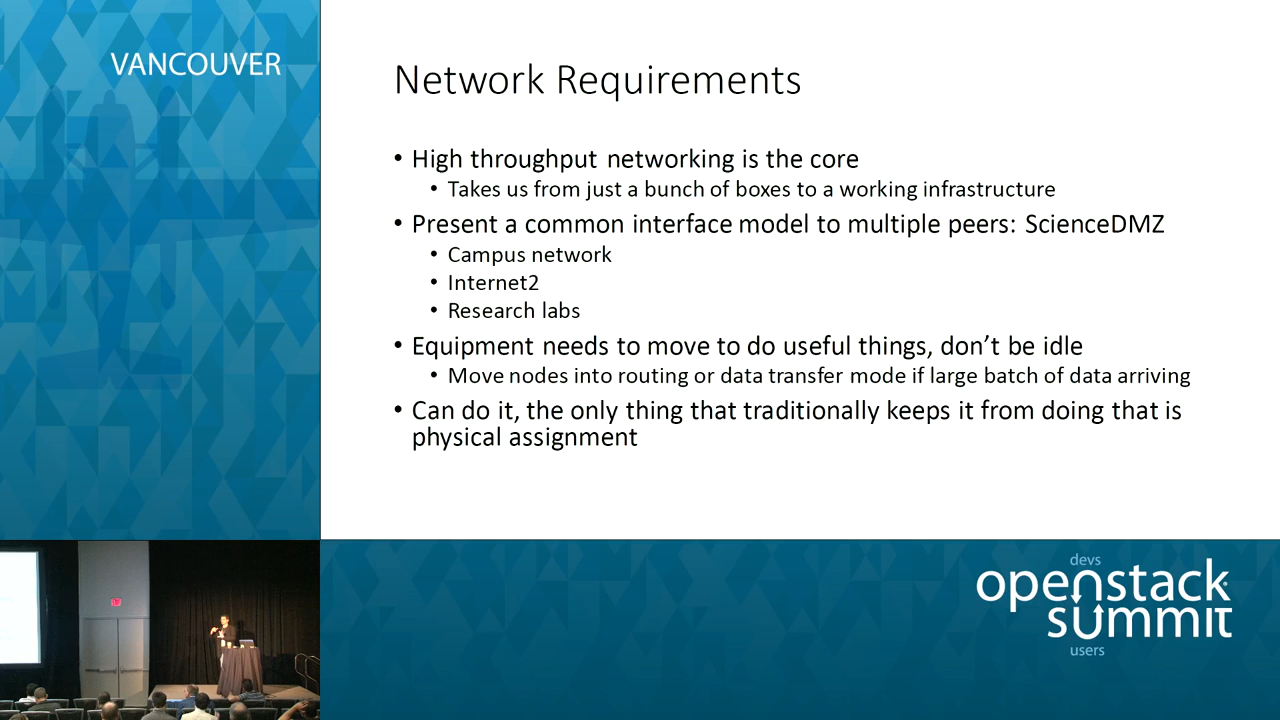 VANCOUVER
Network Requirements
• High throughput networking is the core
• Takes us from just a bunch of boxes to a working infrastructure
• Present a common interface model to multiple peers: ScienceDMZ
• Campus network
• Internet2
• Research labs
• Equipment needs to move to do useful things, don't be idle
• Move nodes into routing or data transfer mode if large batch of data arriving
• Can do it, the only thing that traditionally keeps it from doing that is
physical assignment
devs
openstack
summit
users